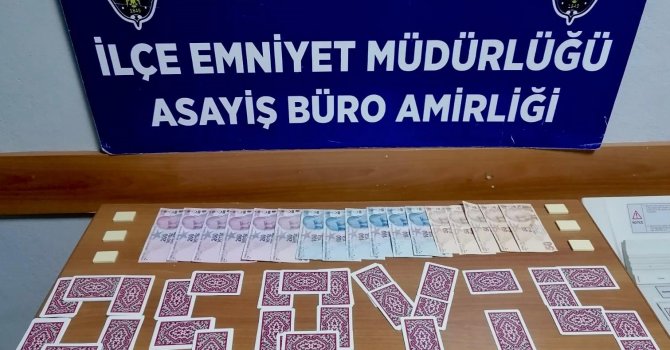 İLÇE EMNİYET MÜDÜRLÜĞÜ
ASAYİŞ BÜRO AMİRLİĞİ